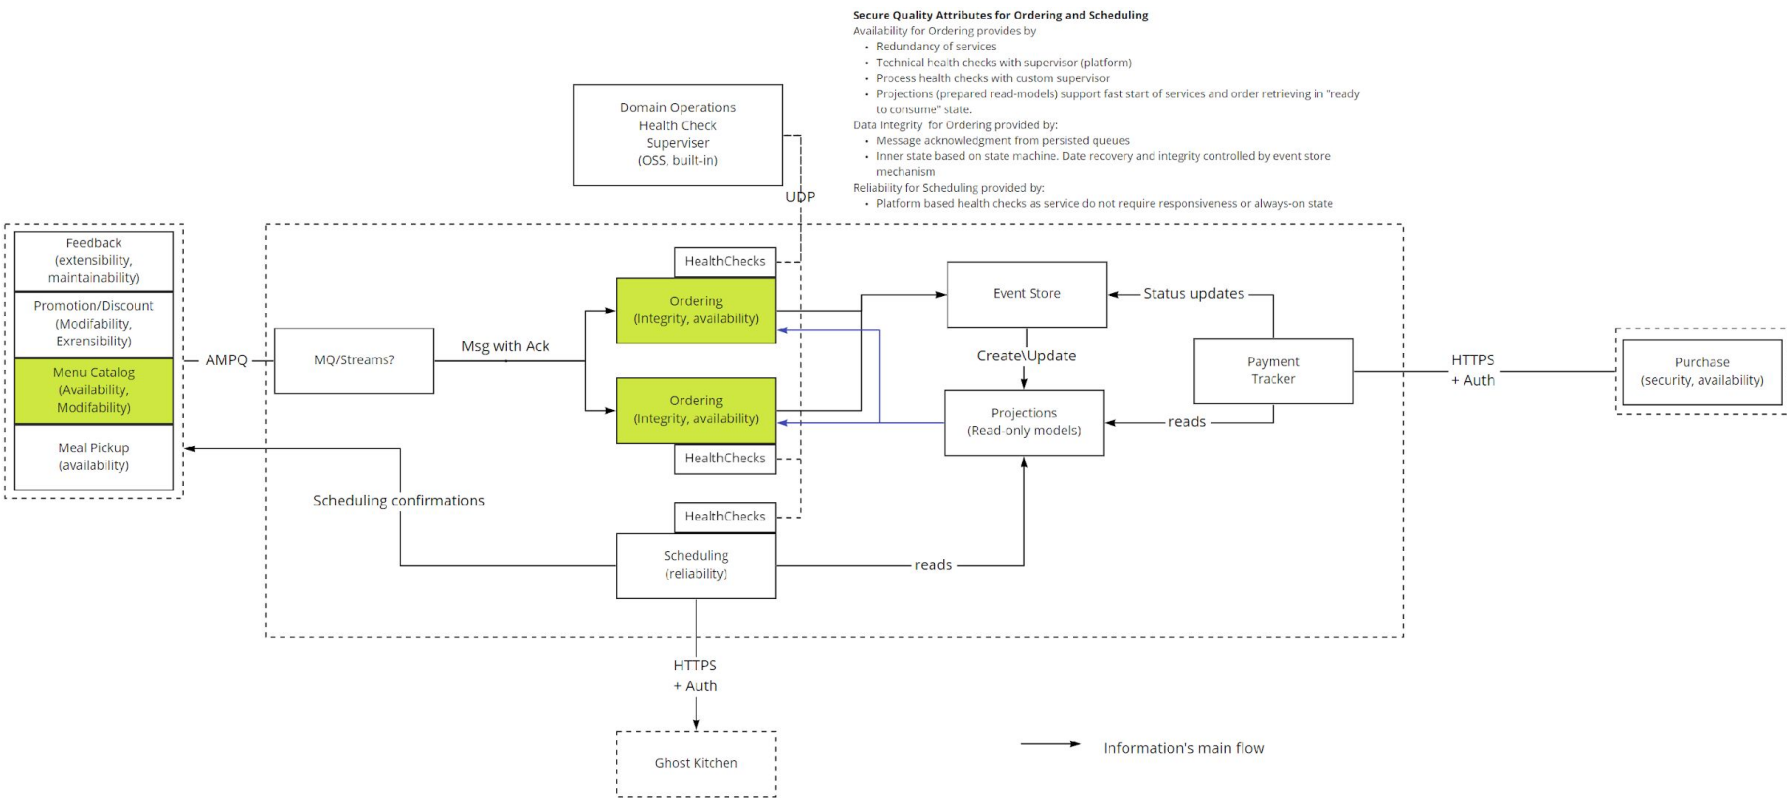 Secure Quality Attributes for Ordering and Scheduling
Availability for Ordering provides by
• Redundancy of services
• Technical health checks with supervisor (platform)
• Process health checks with custom supervisor
• Projections (prepared read-models) support fast start of services and order retrieving in "ready
to consume" state.
Data Integrity for Ordering provided by:
• Message acknowledgment from persisted queues
• Inner state based on state machine. Date recovery and integrity controlled by event store
mechanism
Reliability for Scheduling provided by:
• Platform based health checks as service do not require responsiveness or always-on state
Domain Operations
Health Check
Superviser
(OSS, built-in)
UDP
Feedback
(extensibility,
maintainability)
Promotion/Discount
(Modifability,
Exrensibility)
Menu Catalog
(Availability,
Modifability)
Meal Pickup
(availability)
AMPQ
MQ/Streams?
Msg with Ack
HealthChecks
Ordering
(Integrity, availability)
Ordering
(Integrity, availability)
HealthChecks
HealthChecks
Scheduling
(reliability)
Scheduling confirmations
Event Store
Create\Update
Projections
(Read-only models)
Status updates
Payment
Tracker
reads
reads
HTTPS
+ Auth
Purchase
(security, availability)
HTTPS
+ Auth
Ghost Kitchen
Information's main flow